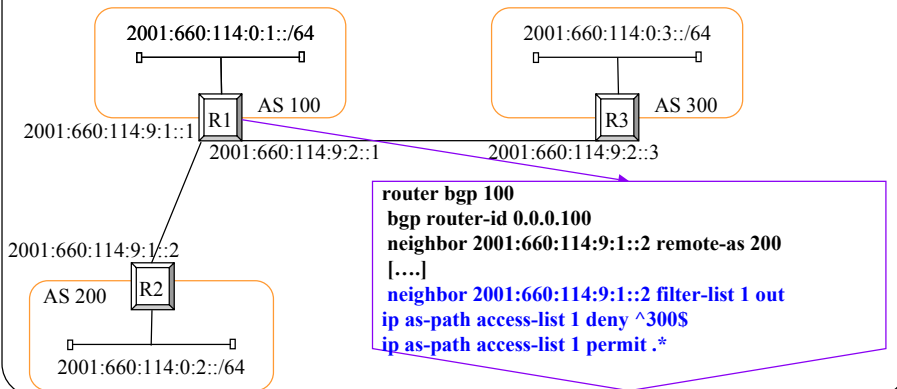 2001:660:114:0:1::/64
2001:660:114:0:3::/64
R1
AS 100
R3
AS 300
2001:660:114:9:1::1
2001:660:114:9:2::1
2001:660:114:9:2::3
router bgp 100
bgp router-id 0.0.0.100
neighbor 2001:660:114:9:1::2 remote-as 200
[….]
neighbor 2001:660:114:9:1::2 filter-list 1 out
ip as-path access-list 1 deny ^300$
ip as-path access-list 1 permit .*
2001:660:114:9:1::2
AS 200
R2
2001:660:114:0:2::/64